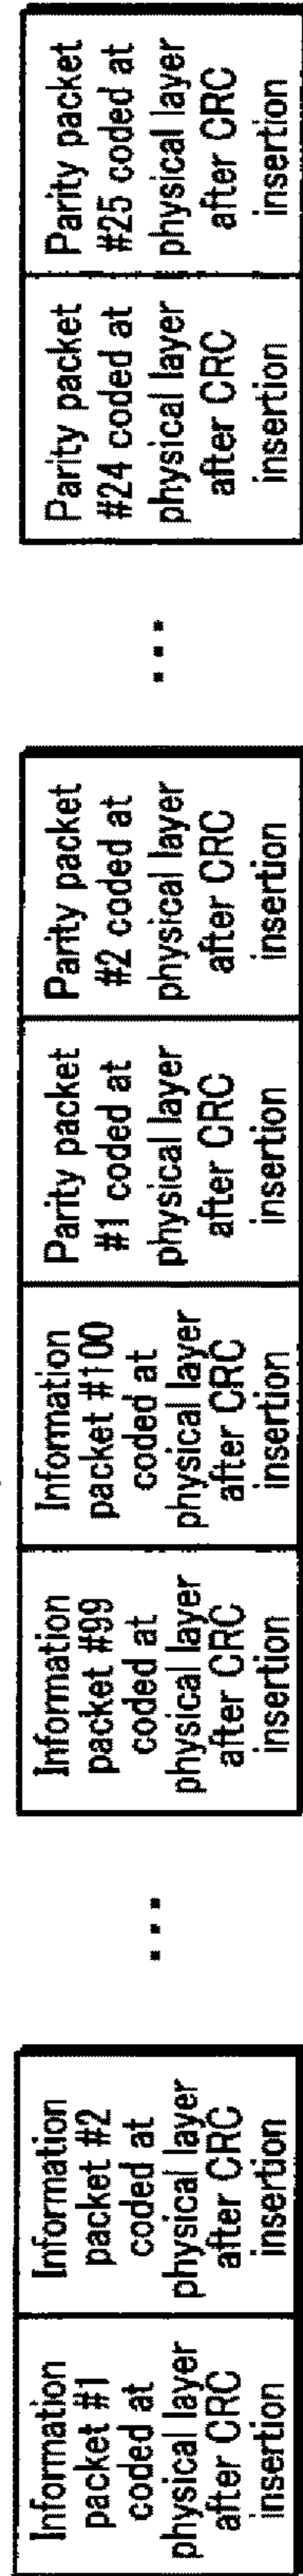 Information
packet #1
coded at
physical layer
after CRC
insertion
Information
packet #2
coded at
physical layer
after CRC
insertion
...
Information
packet #99
coded at
physical layer
after CRC
insertion
Information
packet #100
coded at
physical layer
after CRC
insertion
Parity packet
#1 coded at
physical layer
after CRC
insertion
Parity packet
#2 coded at
physical layer
after CRC
insertion
...
Parity packet
#24 coded at
physical layer
after CRC
insertion
Parity packet
#25 coded at
physical layer
after CRC
insertion